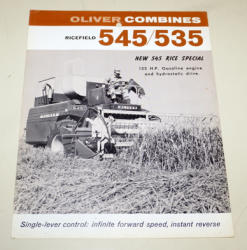 OLIVER COMBINES
RICEFIELD 545/535
NEW 545 RICE SPECIAL
125 H.P. Gasoline engine
and hydrostatic drive.
Single-lever control: infinite forward speed, instant reverse